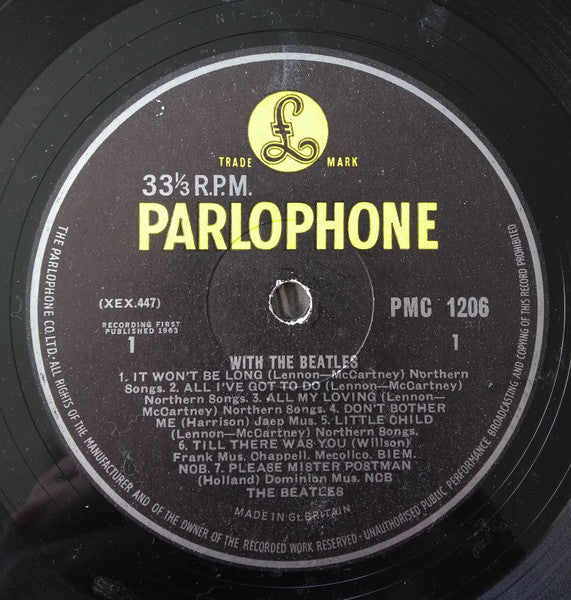 £
TRADE MARK
33⅓ R.P.M.
PARLOPHONE
(XEX.447)
PMC 1206
RECORDING FIRST
PUBLISHED 1963
1
1
WITH THE BEATLES
1. IT WON'T BE LONG (Lennon—McCartney) Northern
Songs. 2. ALL I'VE GOT TO DO (Lennon—McCartney)
Northern Songs. 3. ALL MY LOVING (Lennon—
McCartney) Northern Songs. 4. DON'T BOTHER
ME (Harrison) Jaep Mus. 5. LITTLE CHILD
(Lennon—McCartney) Northern Songs.
6. TILL THERE WAS YOU (Willson)
Frank Mus. Chappell. Mecolico. BIEM.
NCB. 7. PLEASE MISTER POSTMAN
(Holland) Dominion Mus. NCB
THE BEATLES
MADE IN Gt. BRITAIN
THE PARLOPHONE CO. LTD. ALL RIGHTS OF THE MANUFACTURER AND OF THE OWNER OF THE RECORDED WORK RESERVED · UNAUTHORISED PUBLIC PERFORMANCE BROADCASTING AND COPYING OF THIS RECORD PROHIBITED